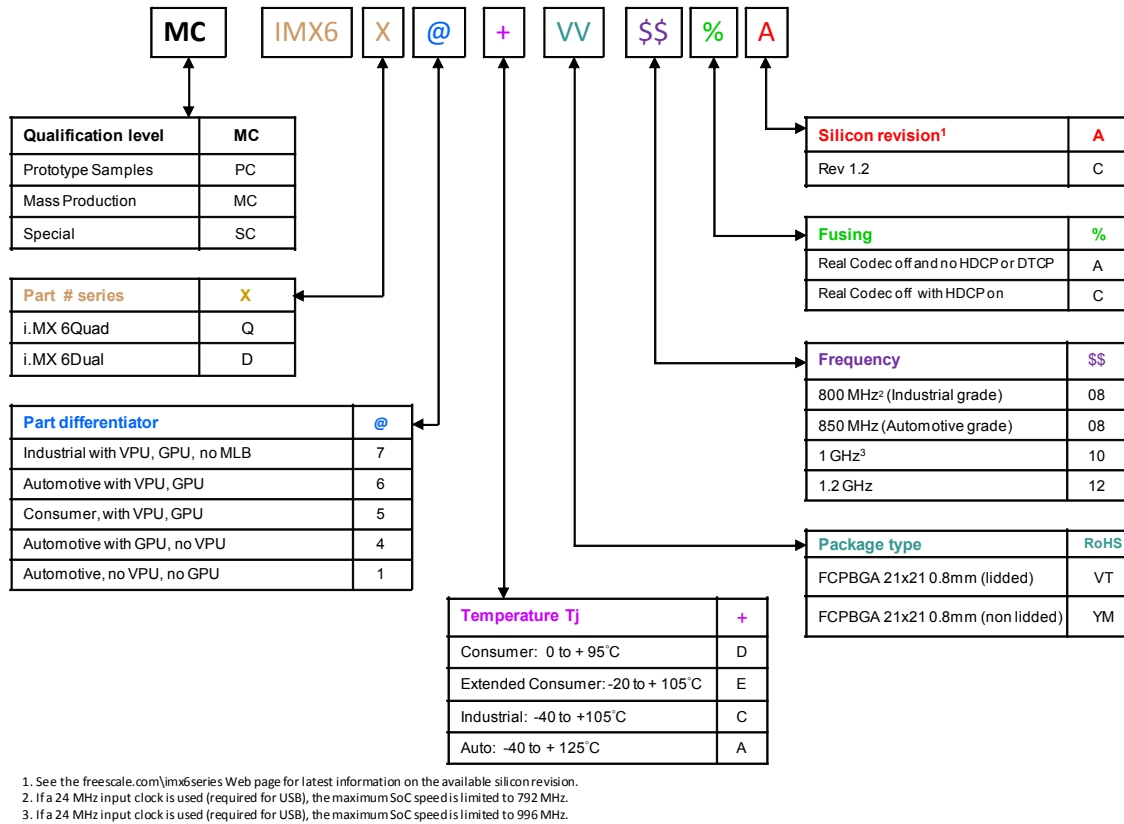 MC IMX6 X @ + VV $$ % A
Qualification level MC
Prototype Samples PC
Mass Production MC
Special SC
Part # series X
i.MX 6Quad Q
i.MX 6Dual D
Part differentiator @
Industrial with VPU, GPU, no MLB 7
Automotive with VPU, GPU 6
Consumer, with VPU, GPU 5
Automotive with GPU, no VPU 4
Automotive, no VPU, no GPU 1
Temperature Tj +
Consumer: 0 to + 95°C D
Extended Consumer: -20 to + 105°C E
Industrial: -40 to +105°C C
Auto: -40 to + 125°C A
Silicon revision¹ A
Rev 1.2 C
Fusing %
Real Codec off and no HDCP or DTCP A
Real Codec off with HDCP on C
Frequency $$
800 MHz² (Industrial grade) 08
850 MHz (Automotive grade) 08
1 GHz³ 10
1.2 GHz 12
Package type RoHS
FCPBGA 21x21 0.8mm (lidded) VT
FCPBGA 21x21 0.8mm (non lidded) YM
1. See the freescale.com\imx6series Web page for latest information on the available silicon revision.
2. If a 24 MHz input clock is used (required for USB), the maximum SoC speed is limited to 792 MHz.
3. If a 24 MHz input clock is used (required for USB), the maximum SoC speed is limited to 996 MHz.